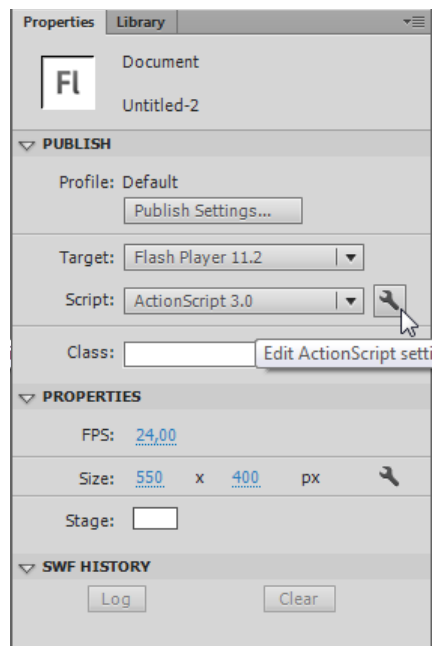 Properties Library
Fl
Document
Untitled-2
PUBLISH
Profile: Default
Publish Settings...
Target: Flash Player 11.2
Script: ActionScript 3.0
Class:
Edit ActionScript setti
PROPERTIES
FPS: 24,00
Size: 550 x 400 px
Stage:
SWF HISTORY
Log Clear